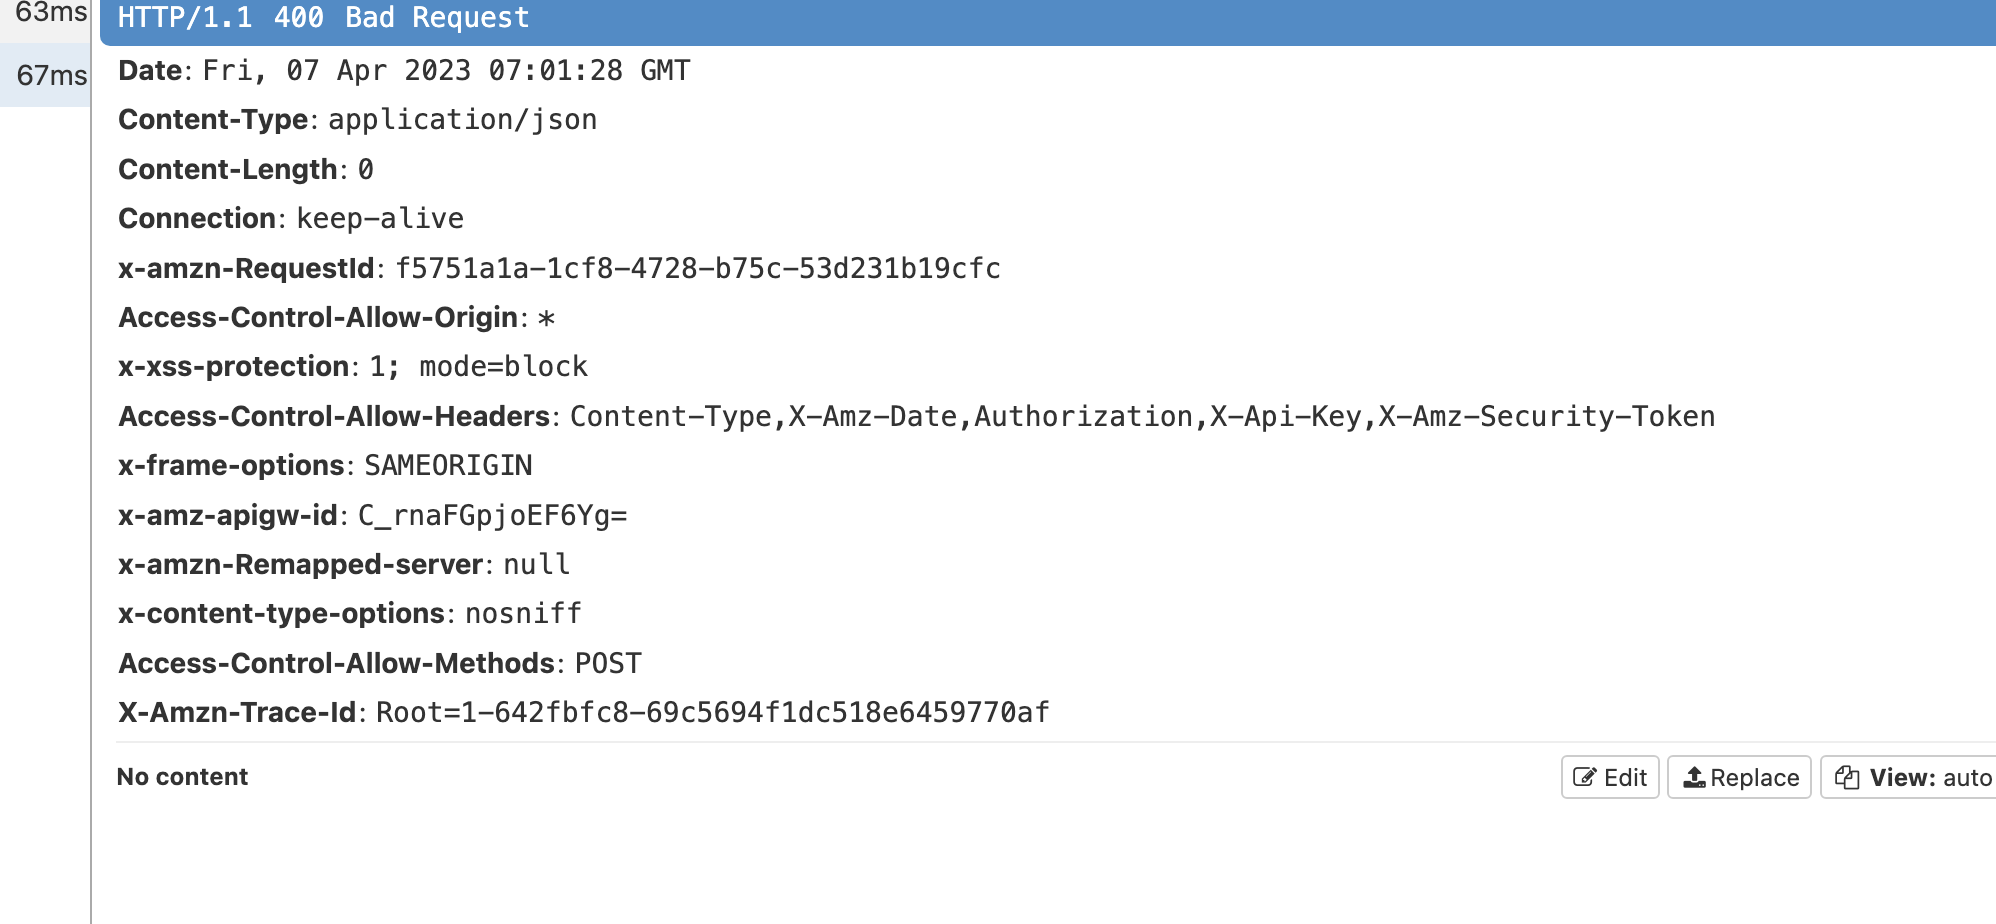 63ms
HTTP/1.1 400 Bad Request
67ms
Date: Fri, 07 Apr 2023 07:01:28 GMT
Content-Type: application/json
Content-Length: 0
Connection: keep-alive
x-amzn-RequestId: f5751a1a-1cf8-4728-b75c-53d231b19cfc
Access-Control-Allow-Origin: *
x-xss-protection: 1; mode=block
Access-Control-Allow-Headers: Content-Type,X-Amz-Date,Authorization,X-Api-Key,X-Amz-Security-Token
x-frame-options: SAMEORIGIN
x-amz-apigw-id: C_rnaFGpjoEF6Yg=
x-amzn-Remapped-server: null
x-content-type-options: nosniff
Access-Control-Allow-Methods: POST
X-Amzn-Trace-Id: Root=1-642fbfc8-69c5694f1dc518e6459770af
No content
Edit
Replace
View: auto